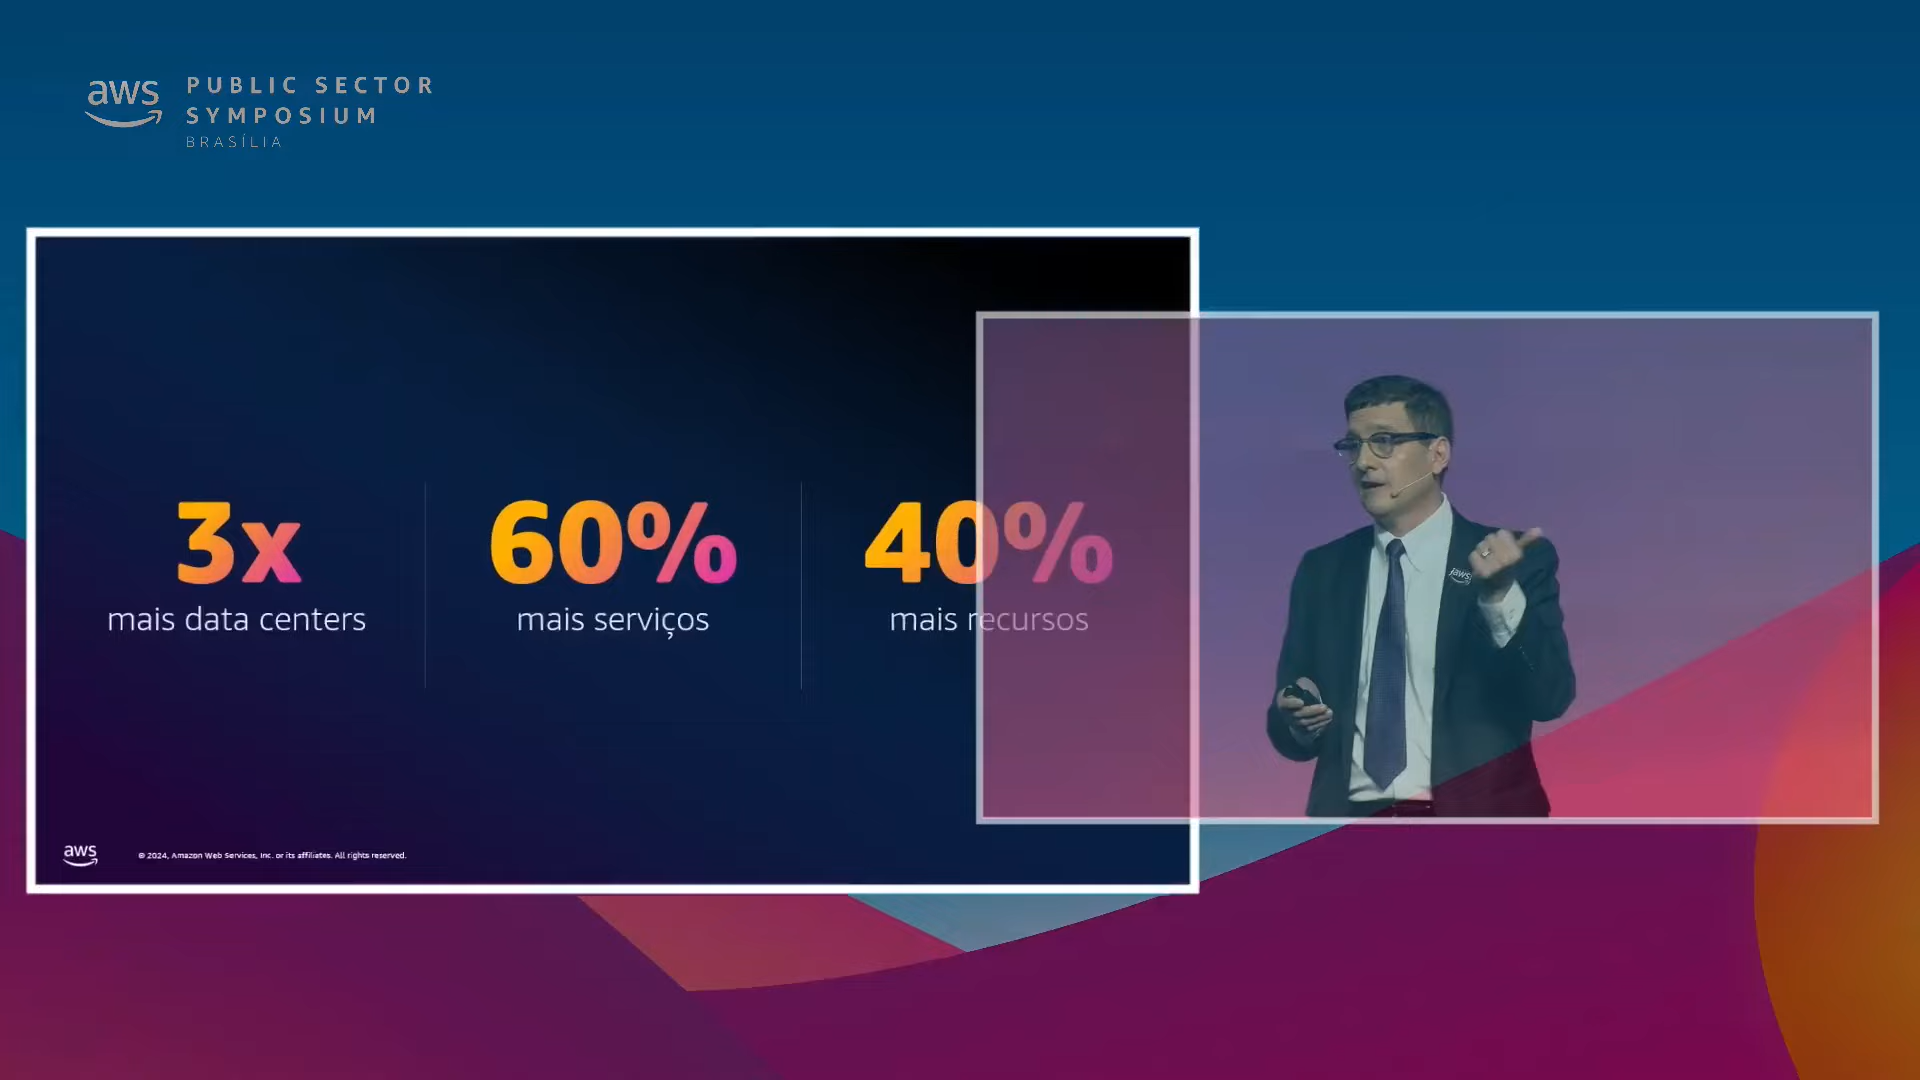 aws
PUBLIC SECTOR
SYMPOSIUM
BRASÍLIA
3x
mais data centers
60%
mais serviços
40%
mais recursos
aws
aws
© 2024, Amazon Web Services, Inc. or its affiliates. All rights reserved.